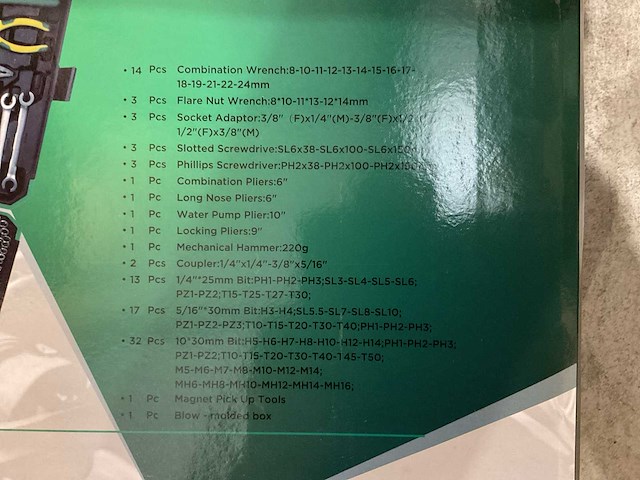 • 14 Pcs Combination Wrench:8-10-11-12-13-14-15-16-17-
18-19-21-22-24mm
• 3 Pcs Flare Nut Wrench:8*10-11*13-12*14mm
• 3 Pcs Socket Adaptor:3/8" (F)x1/4"(M)-3/8"(F)x1/2"(
1/2"(F)x3/8"(M)
• 3 Pcs Slotted Screwdriver:SL6x38-SL6x100-SL6x150
• 3 Pcs Phillips Screwdriver:PH2x38-PH2x100-PH2x150
• 1 Pc Combination Pliers:6"
• 1 Pc Long Nose Pliers:6"
• 1 Pc Water Pump Plier:10"
• 1 Pc Locking Pliers:9"
• 1 Pc Mechanical Hammer:220g
• 2 Pcs Coupler:1/4"x1/4"-3/8"x5/16"
• 13 Pcs 1/4"*25mm Bit:PH1-PH2-PH3;SL3-SL4-SL5-SL6;
PZ1-PZ2;T15-T25-T27-T30;
• 17 Pcs 5/16"*30mm Bit:H3-H4;SL5.5-SL7-SL8-SL10;
PZ1-PZ2-PZ3;T10-T15-T20-T30-T40;PH1-PH2-PH3;
• 32 Pcs 10*30mm Bit:H5-H6-H7-H8-H10-H12-H14;PH1-PH2-PH3;
PZ1-PZ2;T10-T15-T20-T30-T40-T45-T50;
M5-M6-M7-M8-M10-M12-M14;
MH6-MH8-MH10-MH12-MH14-MH16;
• 1 Pc Magnet Pick Up Tools
• 1 Pc Blow - molded box